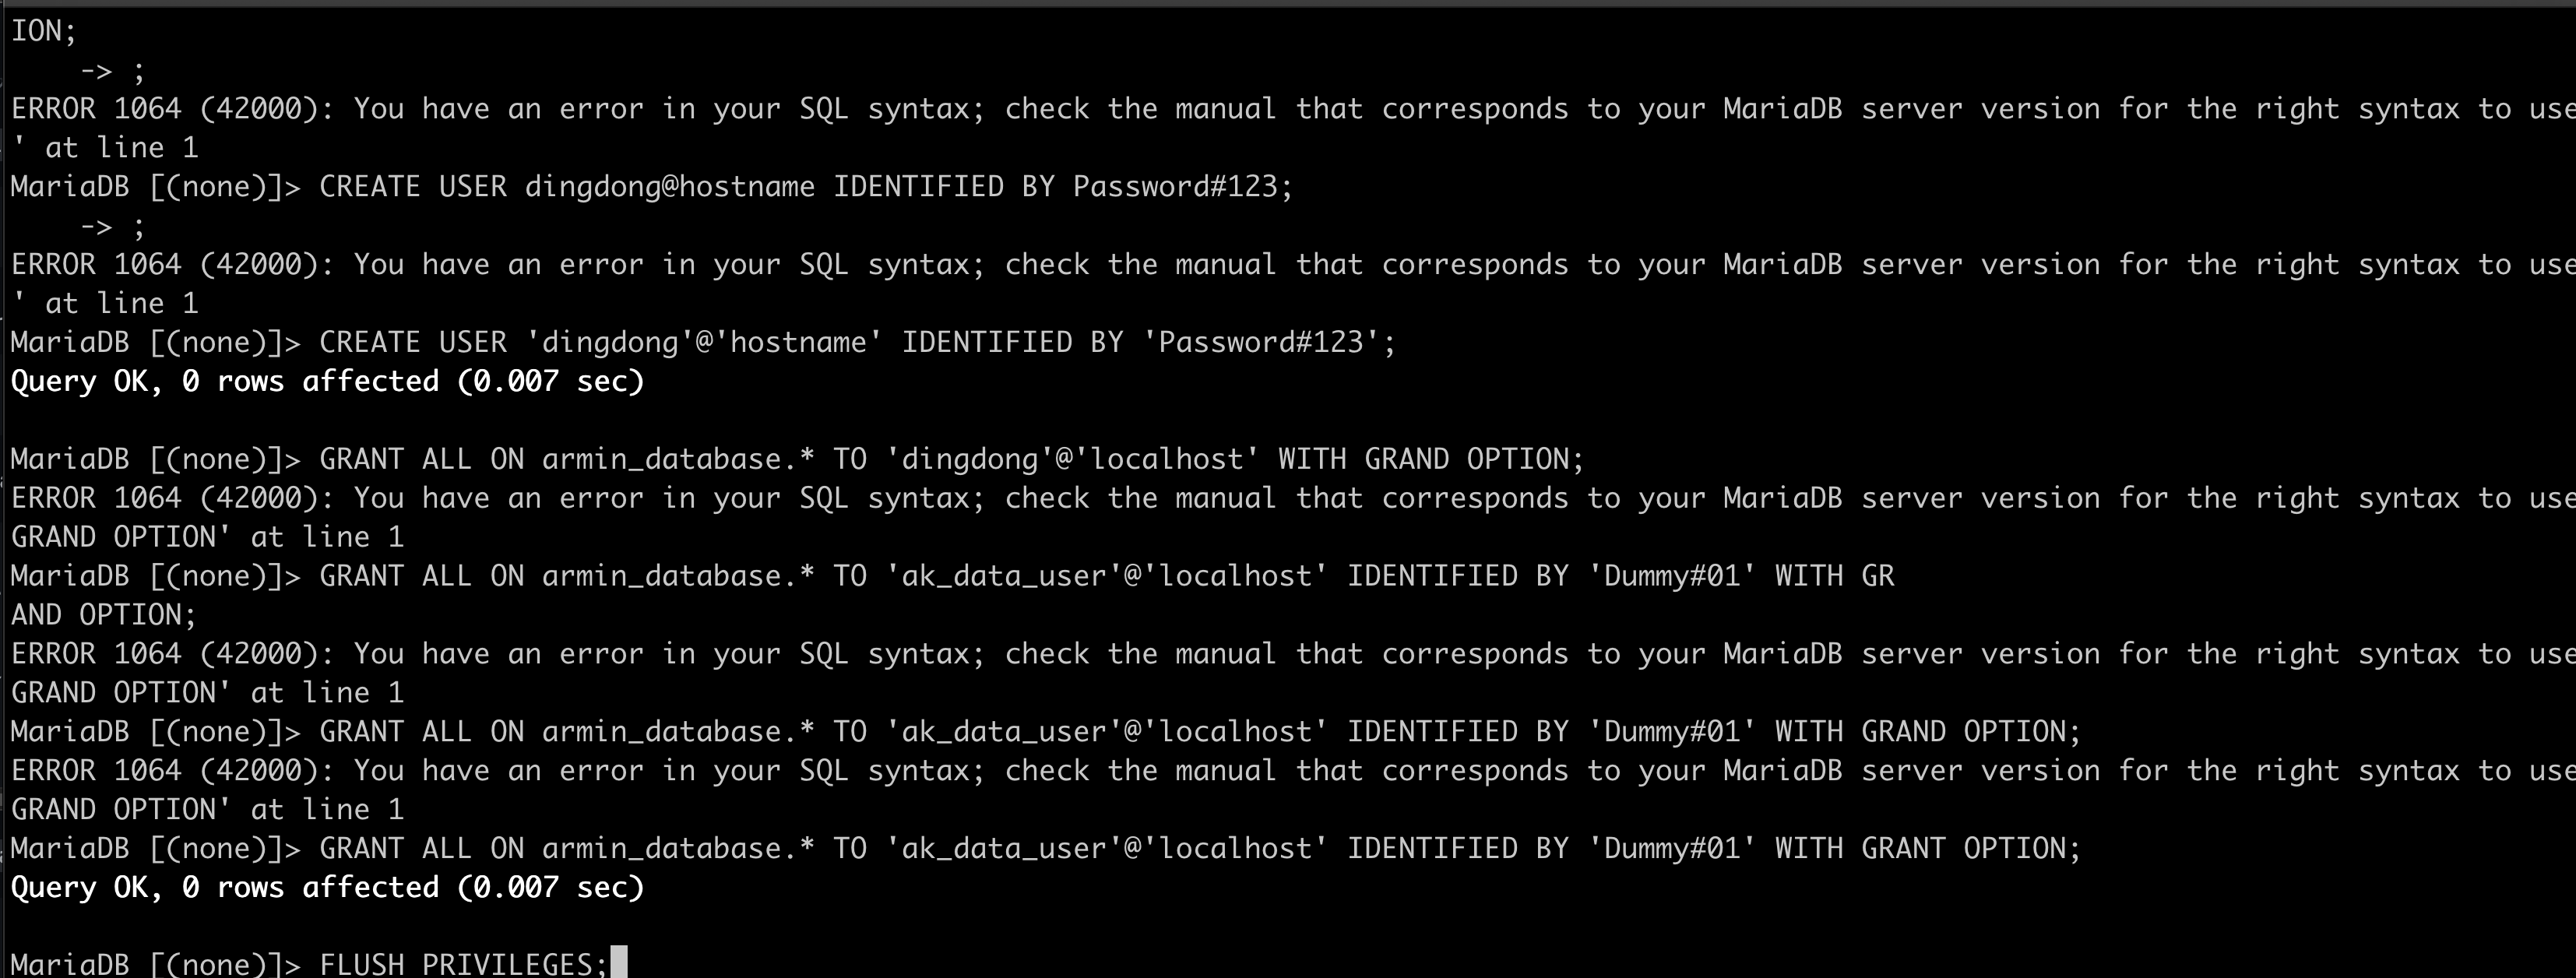 ION;
    -> ;
ERROR 1064 (42000): You have an error in your SQL syntax; check the manual that corresponds to your MariaDB server version for the right syntax to use
' at line 1
MariaDB [(none)]> CREATE USER dingdong@hostname IDENTIFIED BY Password#123;
    -> ;
ERROR 1064 (42000): You have an error in your SQL syntax; check the manual that corresponds to your MariaDB server version for the right syntax to use
' at line 1
MariaDB [(none)]> CREATE USER 'dingdong'@'hostname' IDENTIFIED BY 'Password#123';
Query OK, 0 rows affected (0.007 sec)

MariaDB [(none)]> GRANT ALL ON armin_database.* TO 'dingdong'@'localhost' WITH GRAND OPTION;
ERROR 1064 (42000): You have an error in your SQL syntax; check the manual that corresponds to your MariaDB server version for the right syntax to use
GRAND OPTION' at line 1
MariaDB [(none)]> GRANT ALL ON armin_database.* TO 'ak_data_user'@'localhost' IDENTIFIED BY 'Dummy#01' WITH GR
AND OPTION;
ERROR 1064 (42000): You have an error in your SQL syntax; check the manual that corresponds to your MariaDB server version for the right syntax to use
GRAND OPTION' at line 1
MariaDB [(none)]> GRANT ALL ON armin_database.* TO 'ak_data_user'@'localhost' IDENTIFIED BY 'Dummy#01' WITH GRAND OPTION;
ERROR 1064 (42000): You have an error in your SQL syntax; check the manual that corresponds to your MariaDB server version for the right syntax to use
GRAND OPTION' at line 1
MariaDB [(none)]> GRANT ALL ON armin_database.* TO 'ak_data_user'@'localhost' IDENTIFIED BY 'Dummy#01' WITH GRANT OPTION;
Query OK, 0 rows affected (0.007 sec)

MariaDB [(none)]> FLUSH PRIVILEGES;